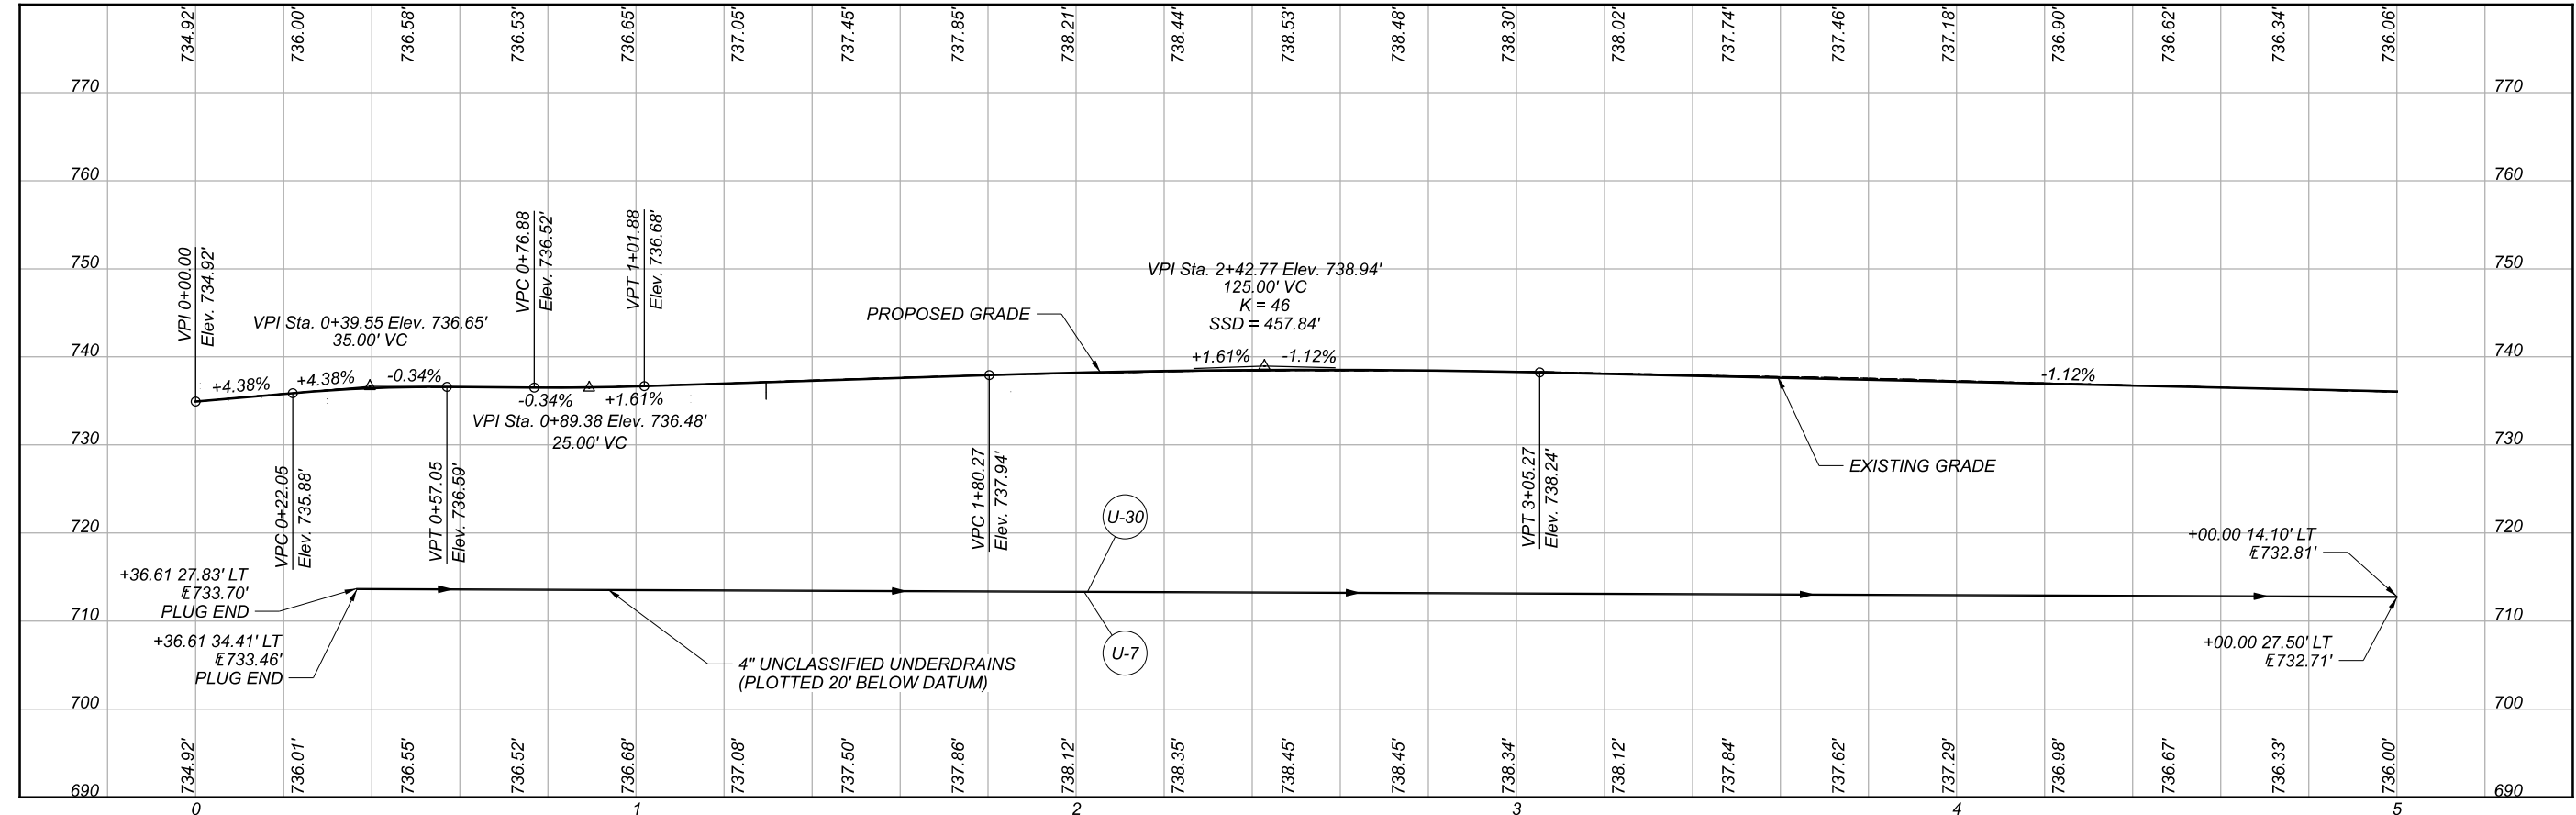 734.92' 736.00' 736.58' 736.53' 736.65' 737.05' 737.45' 737.85' 738.21' 738.44' 738.53' 738.48' 738.30' 738.02' 737.74' 737.46' 737.18' 736.90' 736.62' 736.34' 736.06'
770 770
760 760
750 750
740 740
730 730
720 720
710 710
700 700
690 690
VPI 0+00.00
Elev. 734.92'
VPI Sta. 0+39.55 Elev. 736.65'
35.00' VC
+4.38%
+4.38%
-0.34%
VPC 0+22.05
Elev. 735.88'
VPT 0+57.05
Elev. 736.59'
VPC 0+76.88
Elev. 736.52'
VPT 1+01.88
Elev. 736.68'
-0.34%
+1.61%
VPI Sta. 0+89.38 Elev. 736.48'
25.00' VC
PROPOSED GRADE
VPI Sta. 2+42.77 Elev. 738.94'
125.00' VC
K = 46
SSD = 457.84'
+1.61%
-1.12%
VPC 1+80.27
Elev. 737.94'
VPT 3+05.27
Elev. 738.24'
-1.12%
EXISTING GRADE
U-30
U-7
+36.61 27.83' LT
733.70'
PLUG END
+36.61 34.41' LT
733.46'
PLUG END
4" UNCLASSIFIED UNDERDRAINS
(PLOTTED 20' BELOW DATUM)
+00.00 14.10' LT
732.81'
+00.00 27.50' LT
732.71'
734.92' 736.01' 736.55' 736.52' 736.68' 737.08' 737.50' 737.86' 738.12' 738.35' 738.45' 738.45' 738.34' 738.12' 737.84' 737.62' 737.29' 736.98' 736.67' 736.33' 736.00'
0 1 2 3 4 5